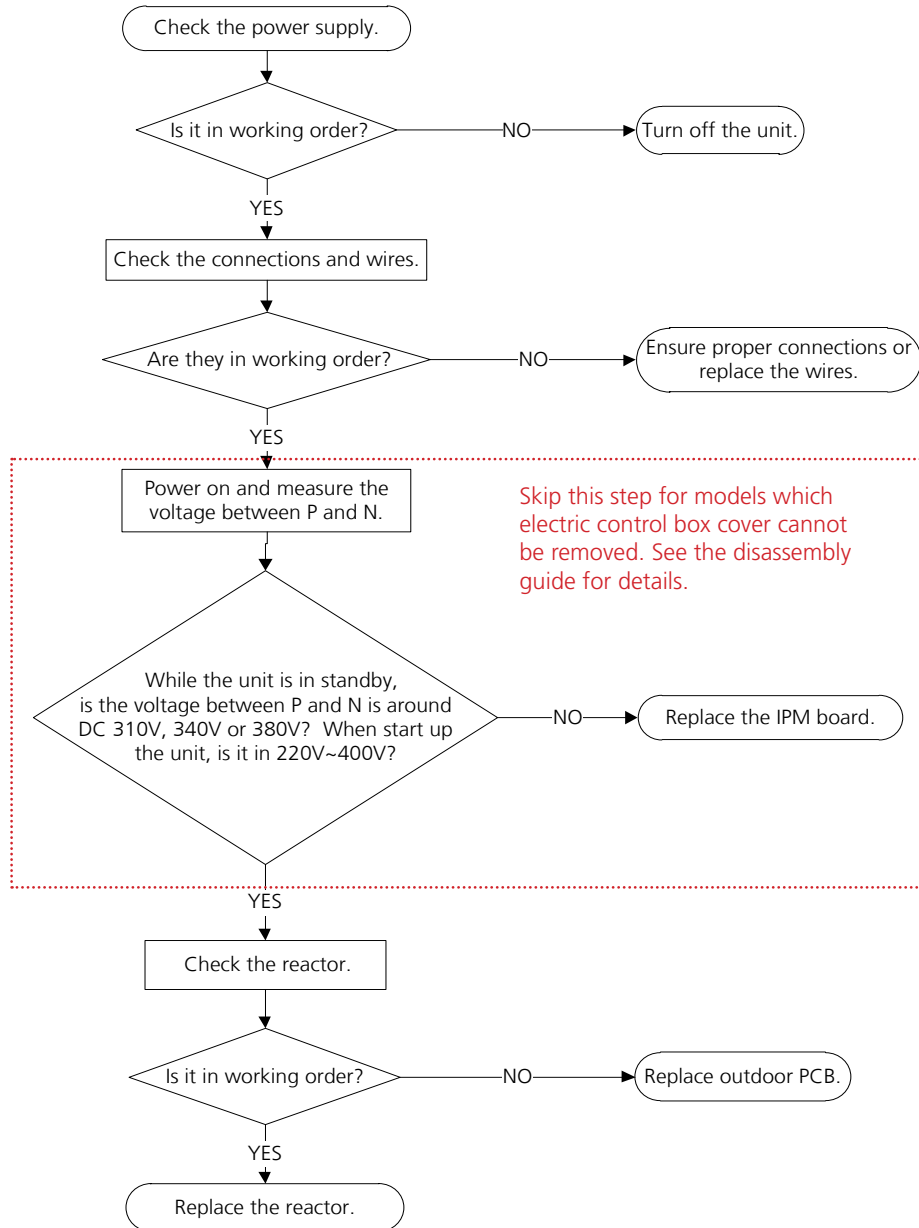 Check the power supply.
Is it in working order?
NO
Turn off the unit.
YES
Check the connections and wires.
Are they in working order?
NO
Ensure proper connections or
replace the wires.
YES
Power on and measure the
voltage between P and N.
Skip this step for models which
electric control box cover cannot
be removed. See the disassembly
guide for details.
While the unit is in standby,
is the voltage between P and N is around
DC 310V, 340V or 380V? When start up
the unit, is it in 220V~400V?
NO
Replace the IPM board.
YES
Check the reactor.
Is it in working order?
NO
Replace outdoor PCB.
YES
Replace the reactor.